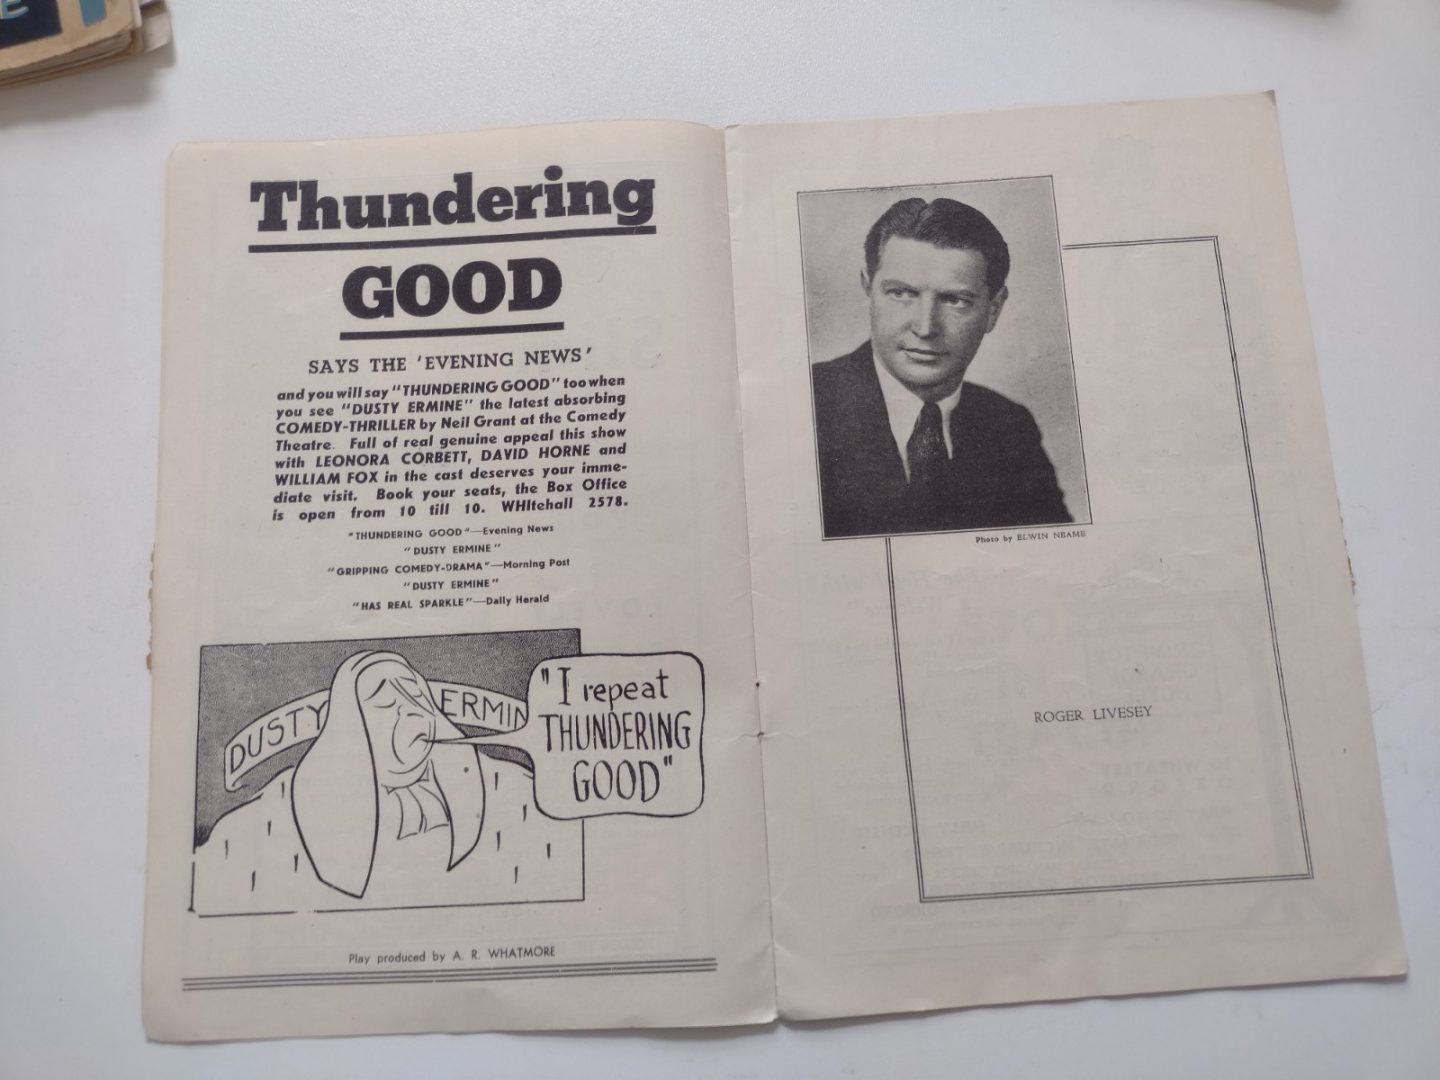 E
Thundering
GOOD
SAYS THE 'EVENING NEWS'
and you will say "THUNDERING GOOD" too when
you see "DUSTY ERMINE" the latest absorbing
COMEDY-THRILLER by Neil Grant at the Comedy
Theatre. Full of real genuine appeal this show
with LEONORA CORBETT, DAVID HORNE and
WILLIAM FOX in the cast deserves your imme-
diate visit. Book your seats, the Box Office
is open from 10 till 10. WHItehall 2578.
"THUNDERING GOOD"—Evening News
"DUSTY ERMINE"
"GRIPPING COMEDY-DRAMA"—Morning Post
"DUSTY ERMINE"
"HAS REAL SPARKLE"—Daily Herald
DUSTY ERMIN
"I repeat
THUNDERING
GOOD"
Play produced by A. R. WHATMORE
Photo by ELWIN NEAME
ROGER LIVESEY